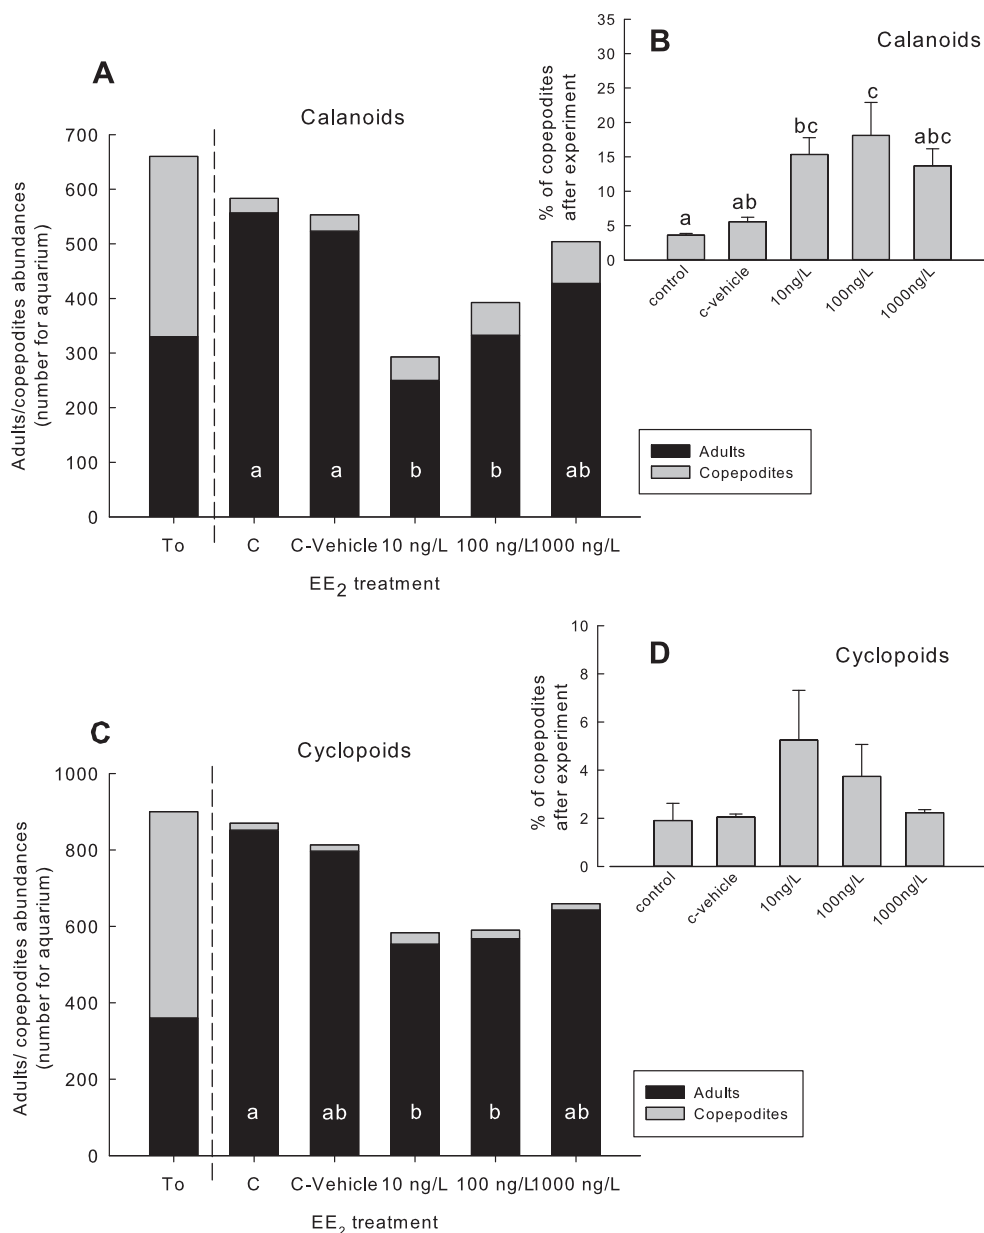 A
Calanoids
Adults/copepodites abundances
(number for aquarium)
700
600
500
400
300
200
100
0
a
a
b
b
ab
To
C
C-Vehicle
10 ng/L
100 ng/L
1000 ng/L
EE2 treatment
B
Calanoids
% of copepodites
after experiment
35
30
25
20
15
10
5
0
a
ab
bc
c
abc
control
c-vehicle
10ng/L
100ng/L
1000ng/L
Adults
Copepodites
C
Cyclopoids
Adults/ copepodites abundances
(number for aquarium)
1000
800
600
400
200
0
a
ab
b
b
ab
To
C
C-Vehicle
10 ng/L
100 ng/L
1000 ng/L
EE2 treatment
D
Cyclopoids
% of copepodites
after experiment
10
8
6
4
2
0
control
c-vehicle
10ng/L
100ng/L
1000ng/L
Adults
Copepodites